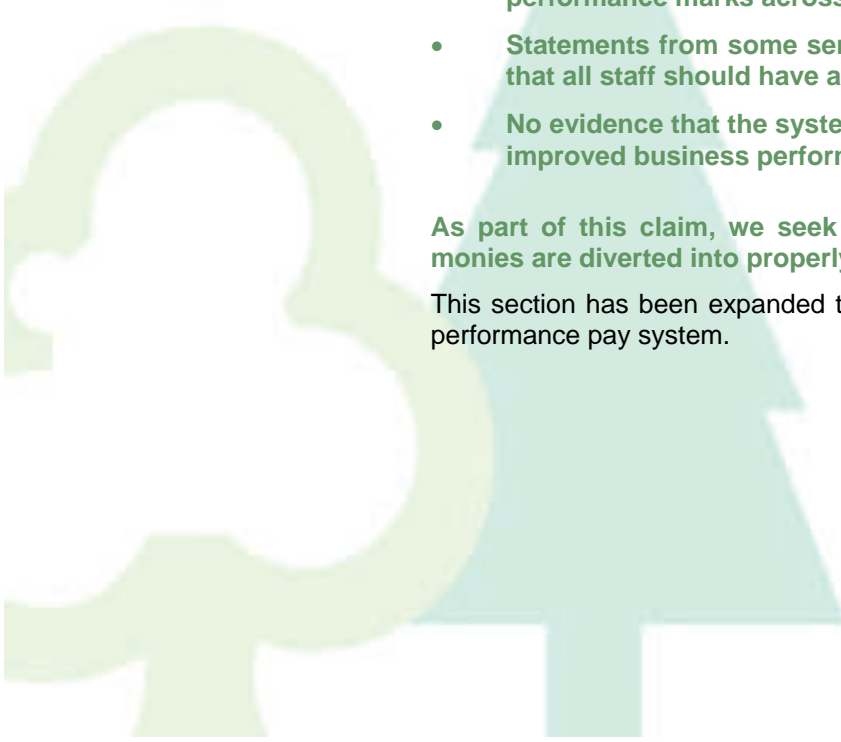 performance marks across
• Statements from some ser
that all staff should have a
• No evidence that the syste
improved business perforr
As part of this claim, we seek
monies are diverted into properly
This section has been expanded t
performance pay system.